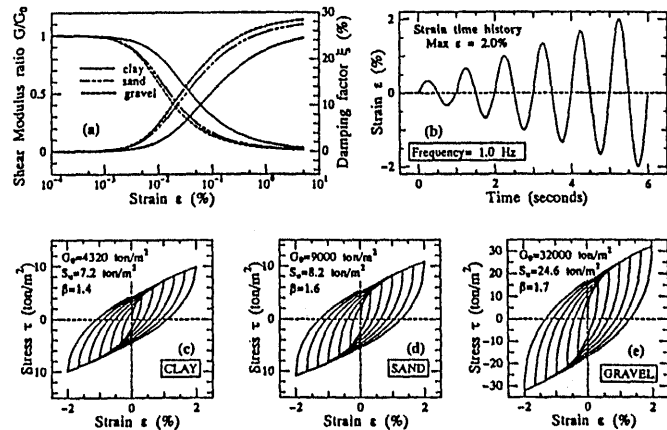 Shear Modulus ratio G/G₀
1
0.5
0
clay
sand
gravel
(a)
30
20
10
0
Damping factor ξ (%)
10⁻⁴ 10⁻³ 10⁻² 10⁻¹ 10⁰ 10¹
Strain ε (%)
Strain ε (%)
2
0
−2
Strain time history
Max ε = 2.0%
(b)
Frequency= 1.0 Hz
0 2 4 6
Time (seconds)
Stress τ (ton/m²)
10
0
10
G₀=4320 ton/m²
Sᵤ=7.2 ton/m²
β=1.4
(c)
CLAY
−2 0 2
Strain ε (%)
Stress τ (ton/m²)
10
0
10
G₀=9000 ton/m²
Sᵤ=8.2 ton/m²
β=1.6
(d)
SAND
−2 0 2
Strain ε (%)
Stress τ (ton/m²)
30
20
10
0
−10
−20
−30
G₀=32000 ton/m²
Sᵤ=24.6 ton/m²
β=1.7
(e)
GRAVEL
−2 0 2
Strain ε (%)